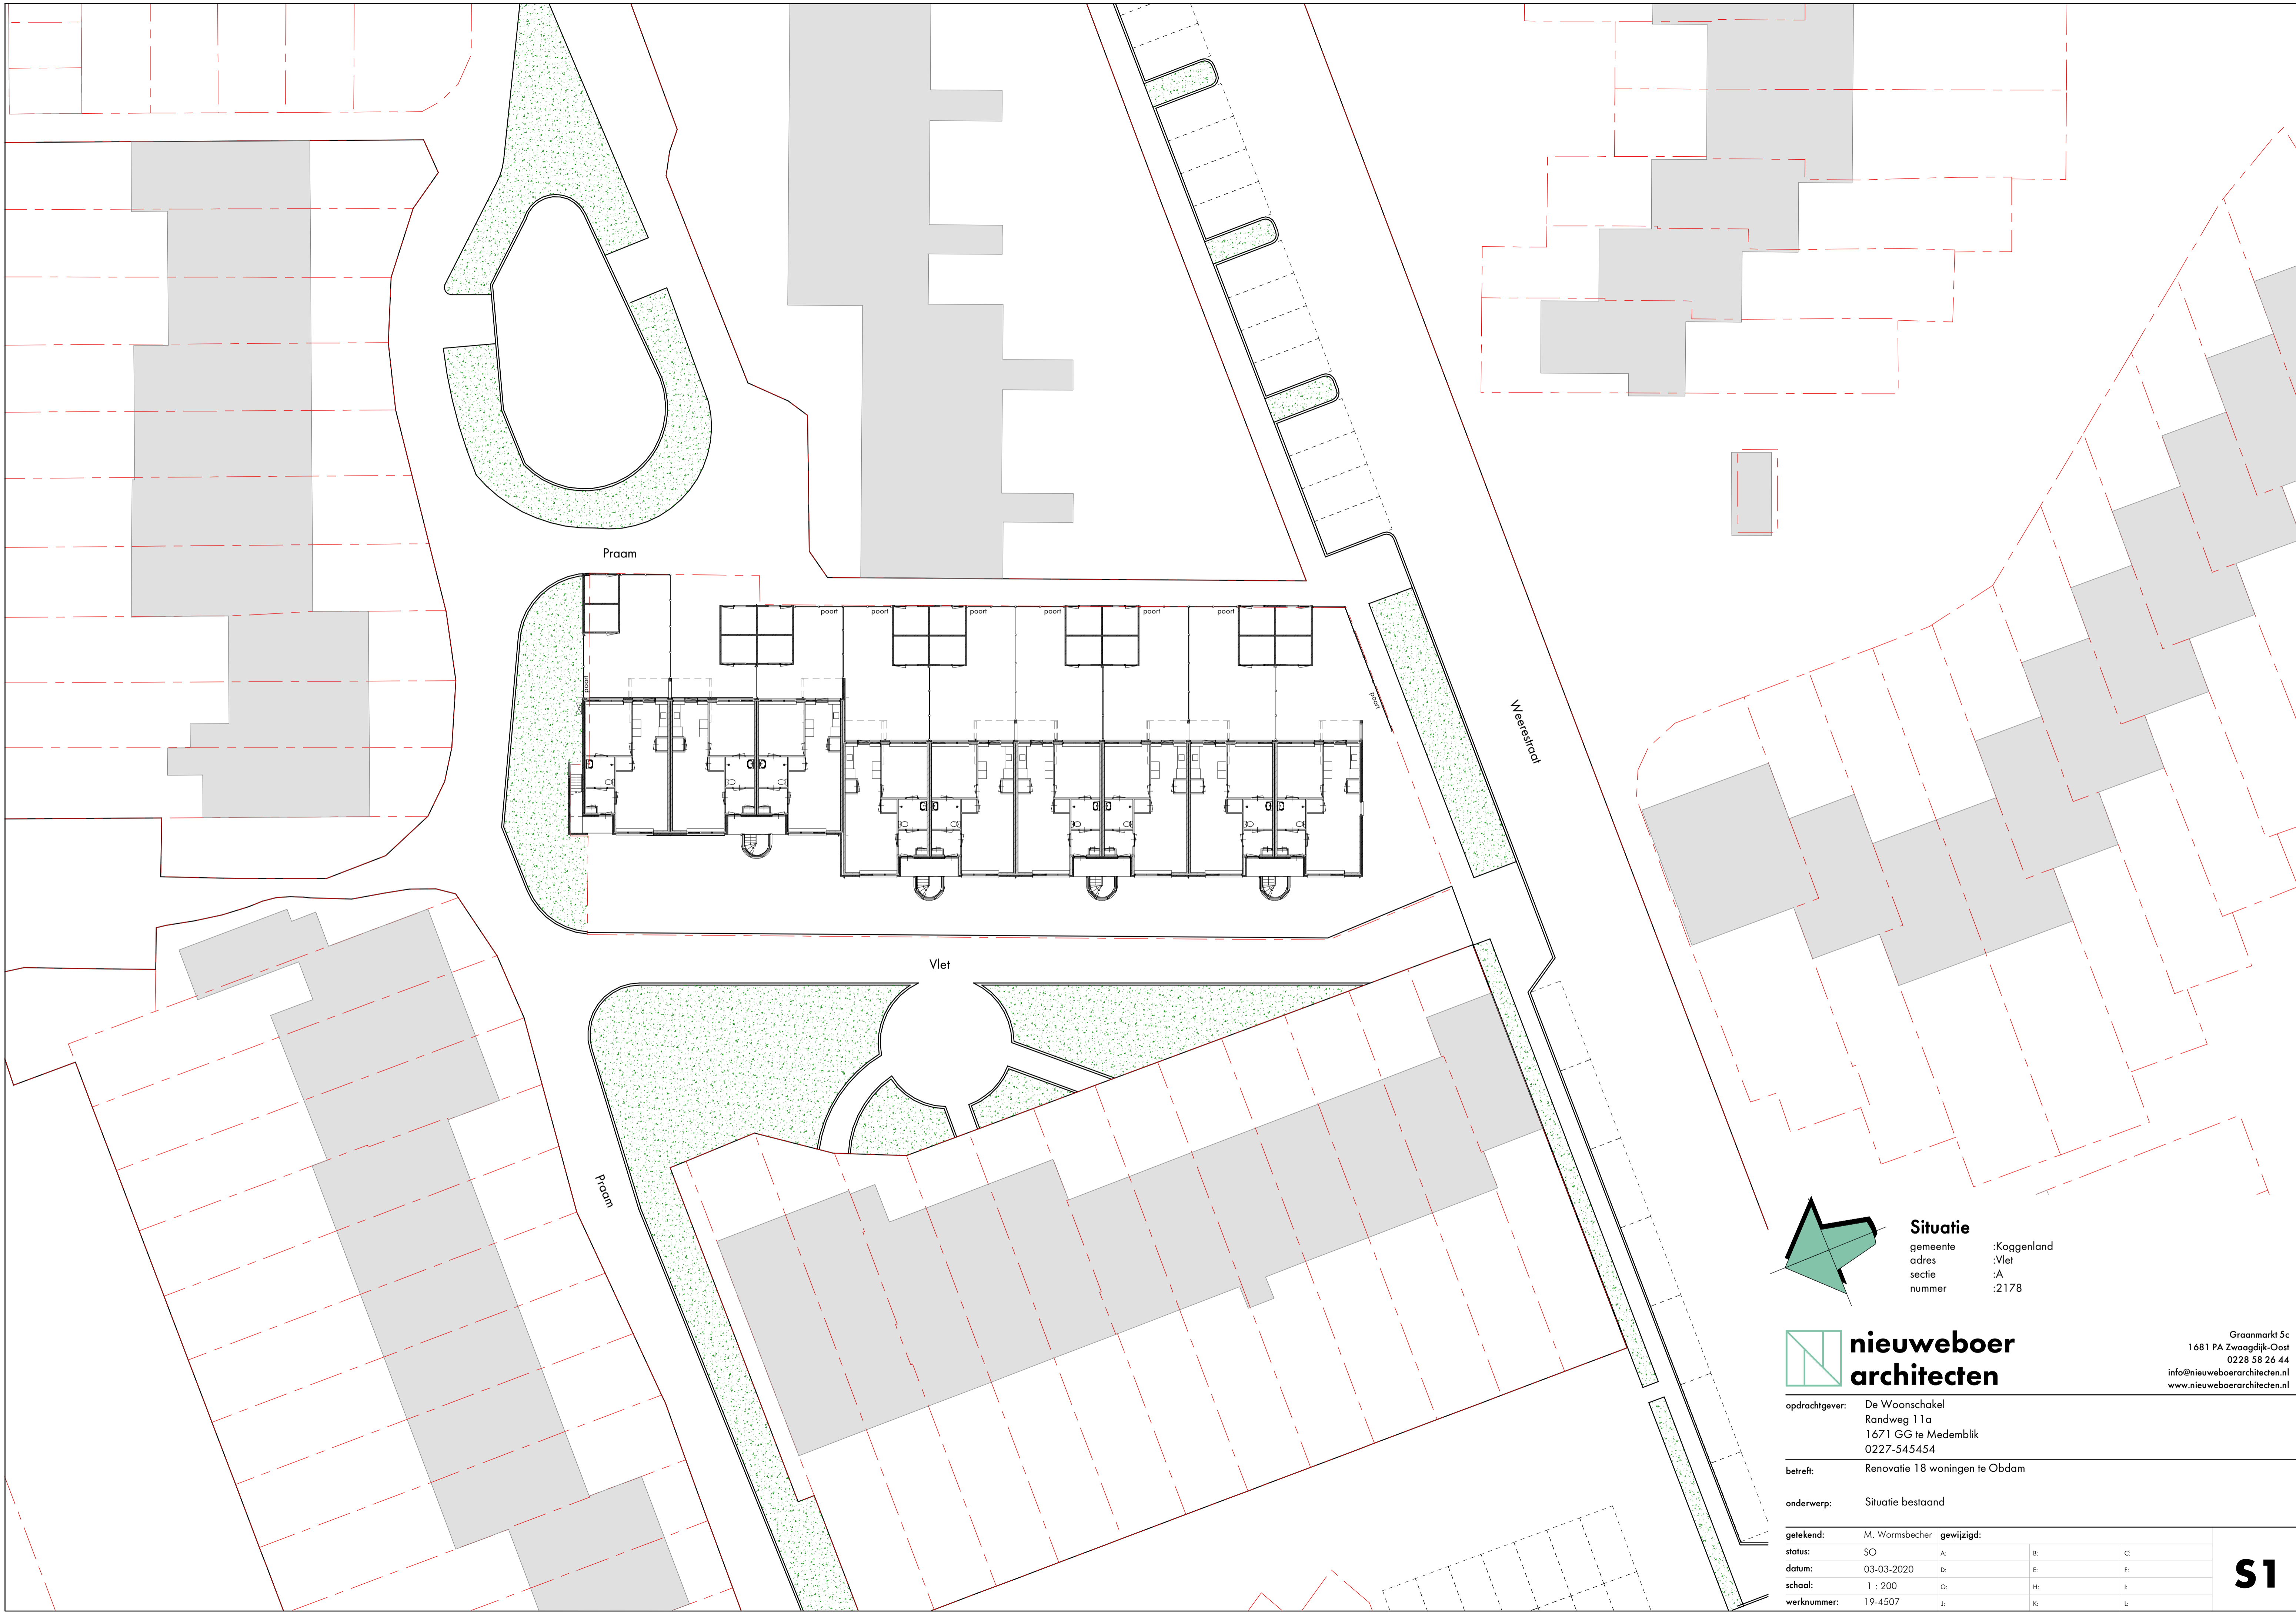 Praam
poort
poort
poort
poort
poort
poort
poort
poort
Weerestraat
Vlet
Praam
Situatie
gemeente :Koggenland
adres :Vlet
sectie :A
nummer :2178
nieuweboer
architecten
Graanmarkt 5c
1681 PA Zwaagdijk-Oost
0228 58 26 44
info@nieuweboerarchitecten.nl
www.nieuweboerarchitecten.nl
opdrachtgever: De Woonschakel
Randweg 11a
1671 GG te Medemblik
0227-545454
betreft: Renovatie 18 woningen te Obdam
onderwerp: Situatie bestaand
getekend: M. Wormsbecher gewijzigd:
status: SO A: B: C:
datum: 03-03-2020 D: E: F:
schaal: 1 : 200 G: H: I:
werknummer: 19-4507 J: K: L:
S1